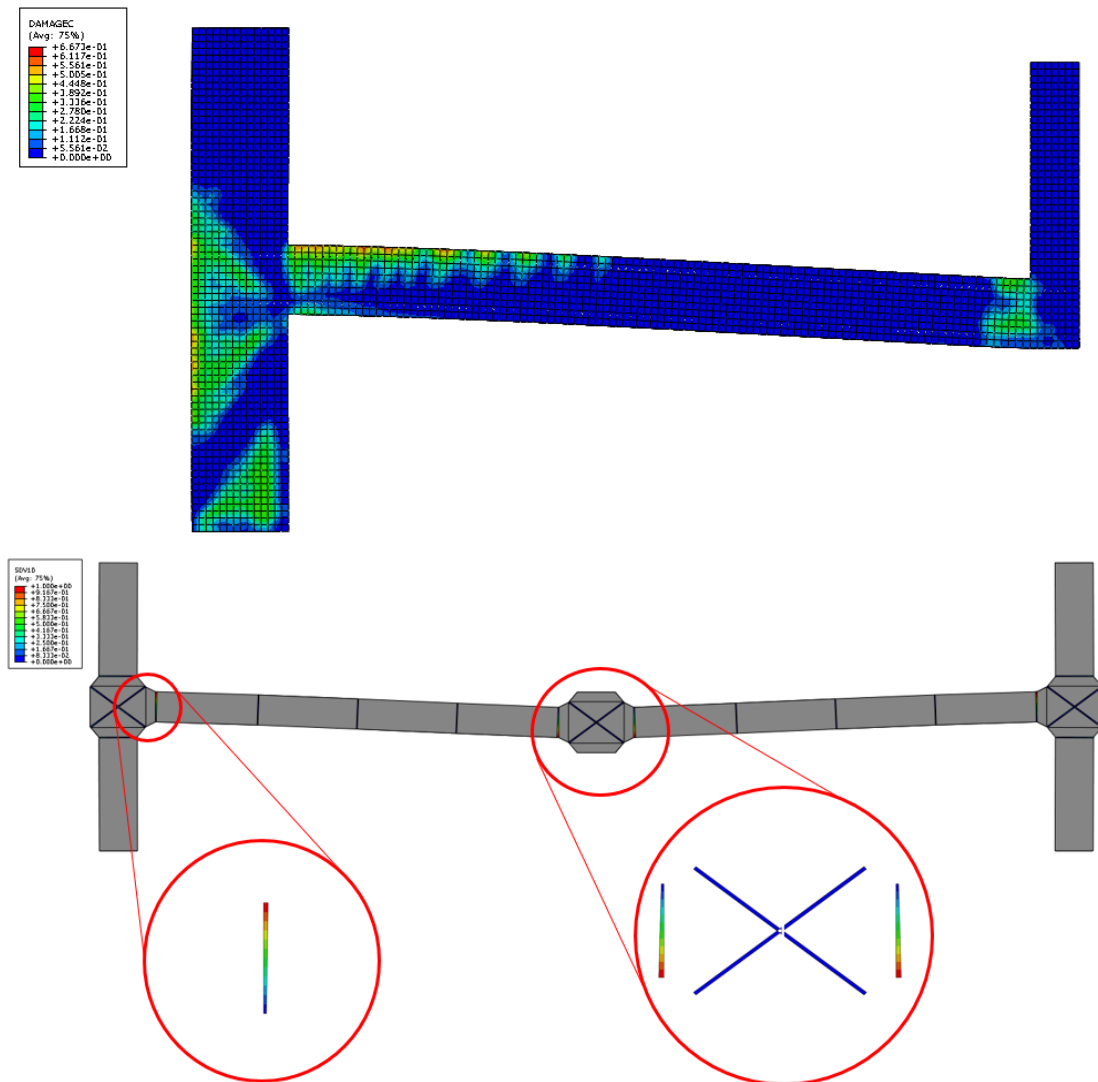 DAMAGEC
(Avg: 75%)
+6.673e-01
+6.117e-01
+5.561e-01
+5.005e-01
+4.448e-01
+3.892e-01
+3.336e-01
+2.780e-01
+2.224e-01
+1.668e-01
+1.112e-01
+5.561e-02
+0.000e+00
SDV10
(Avg: 75%)
+1.000e+00
+9.167e-01
+8.333e-01
+7.500e-01
+6.667e-01
+5.833e-01
+5.000e-01
+4.167e-01
+3.333e-01
+2.500e-01
+1.667e-01
+8.333e-02
+0.000e+00